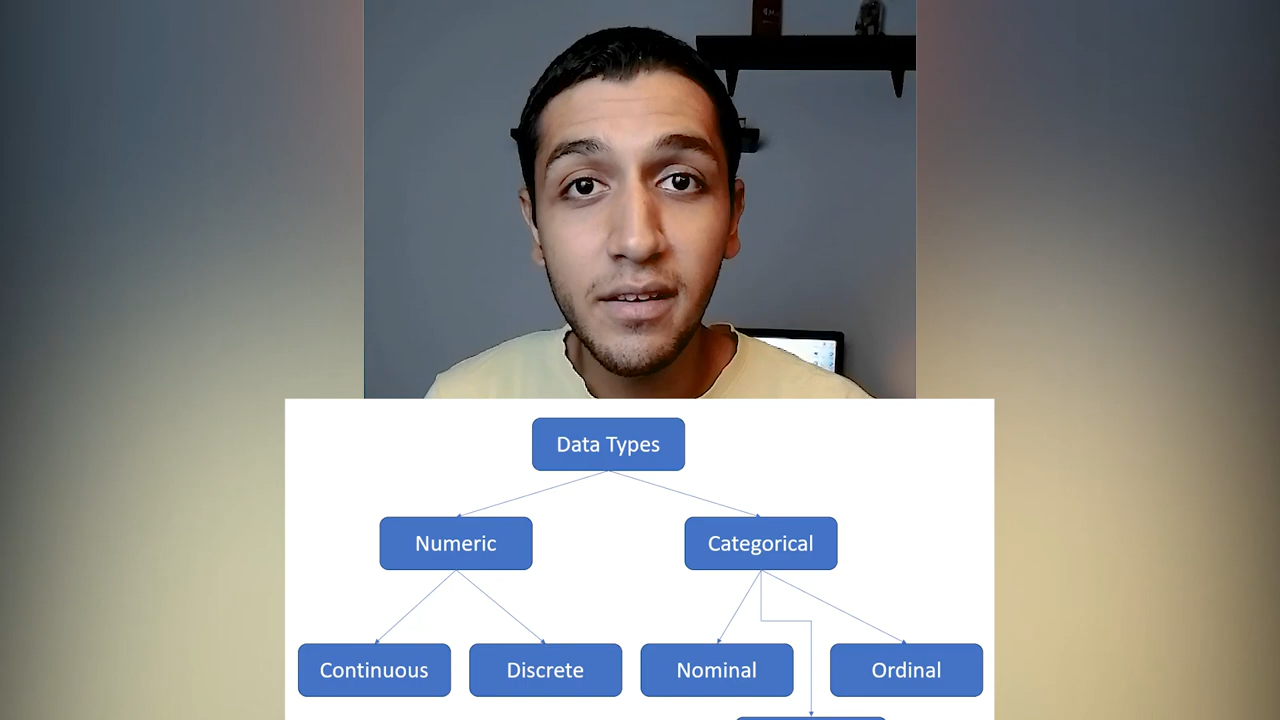 Data Types
Numeric
Categorical
Continuous
Discrete
Nominal
Ordinal